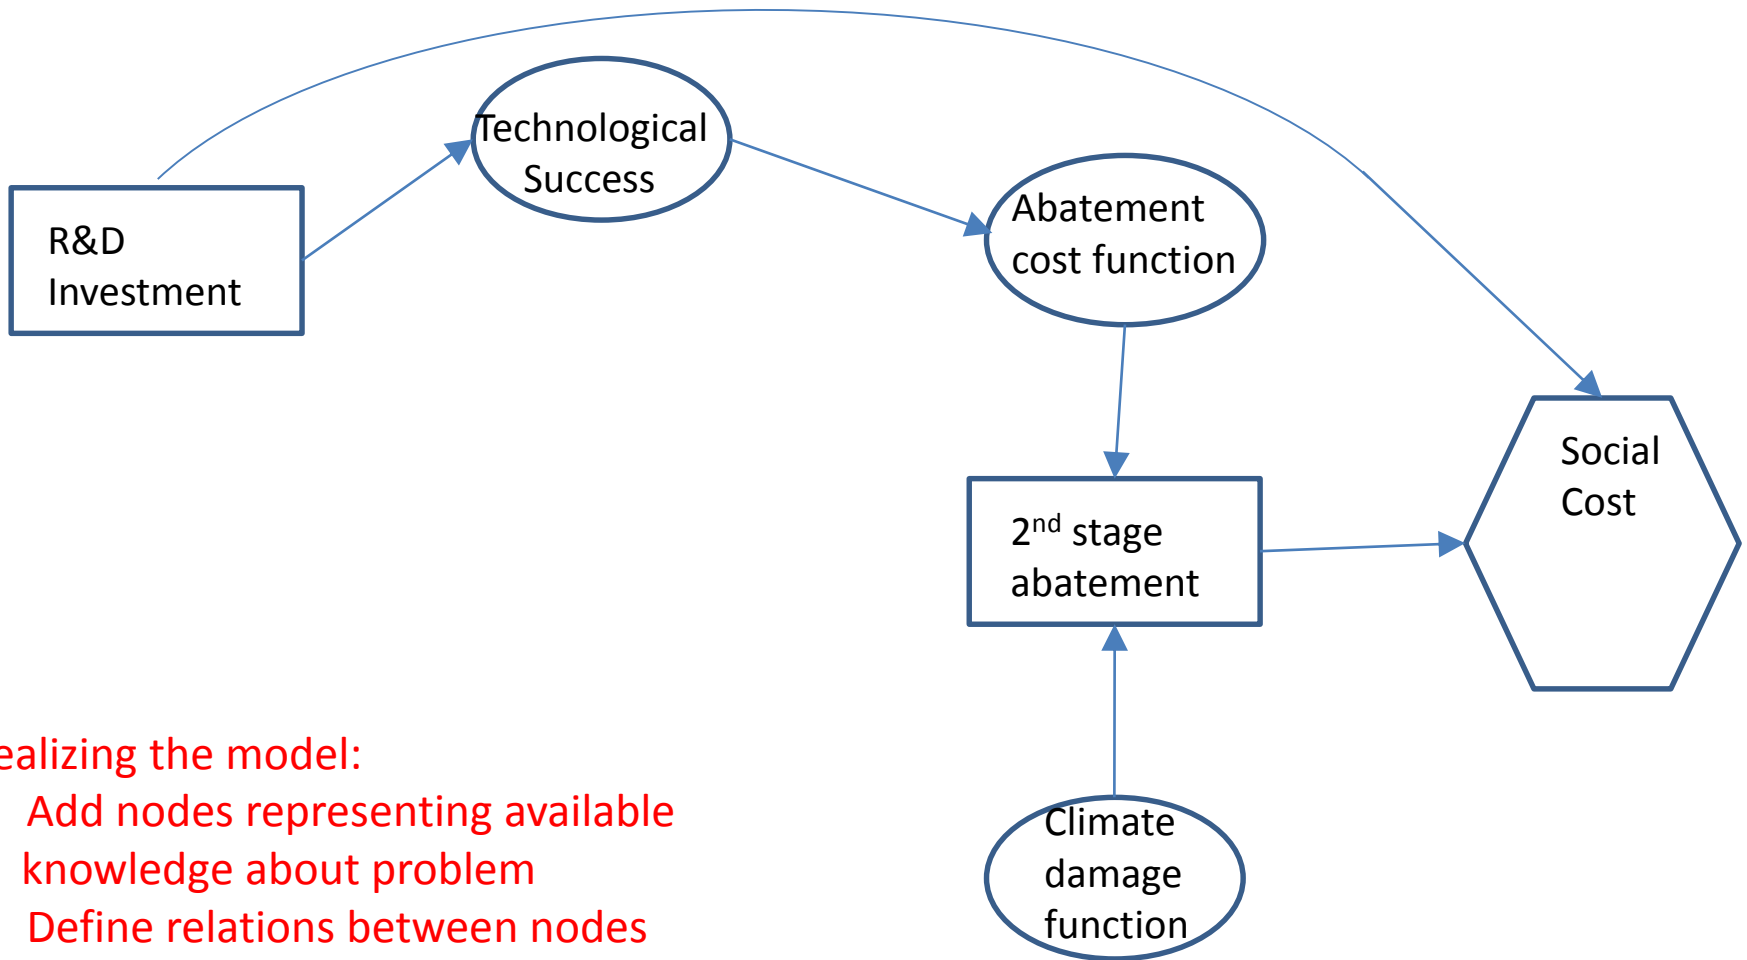 Technological
Success
R&D
Investment
Abatement
cost function
2nd stage
abatement
Social
Cost
Climate
damage
function
ealizing the model:
Add nodes representing available
knowledge about problem
Define relations between nodes